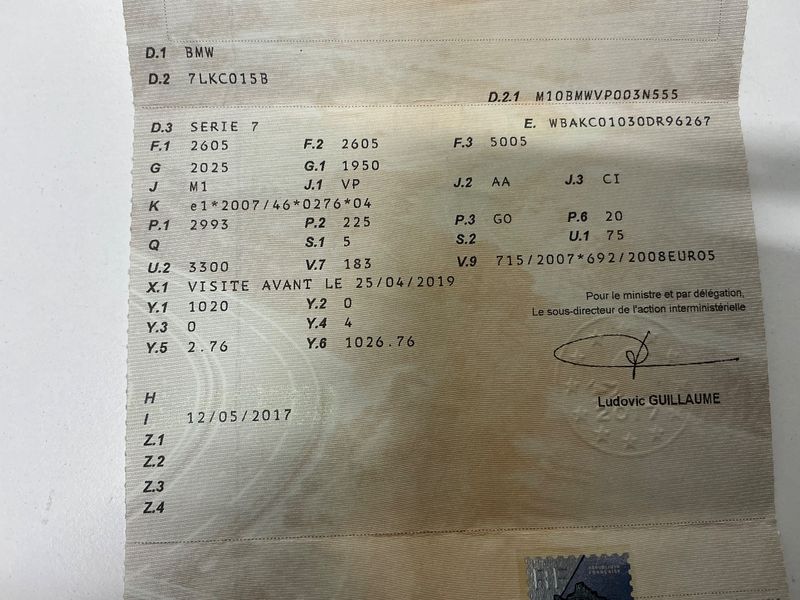 D.1 BMW
D.2 7LKC015B
D.2.1 M10BMWVP003N555
D.3 SERIE 7 E. WBAKC01030DR96267
F.1 2605 F.2 2605 F.3 5005
G 2025 G.1 1950
J M1 J.1 VP J.2 AA J.3 CI
K e1*2007/46*0276*04
P.1 2993 P.2 225 P.3 GO P.6 20
Q S.1 5 S.2 U.1 75
U.2 3300 V.7 183 V.9 715/2007*692/2008EURO5
X.1 VISITE AVANT LE 25/04/2019
Y.1 1020 Y.2 0
Y.3 0 Y.4 4
Y.5 2.76 Y.6 1026.76
Pour le ministre et par délégation,
Le sous-directeur de l'action interministérielle
Ludovic GUILLAUME
H
I 12/05/2017
Z.1
Z.2
Z.3
Z.4